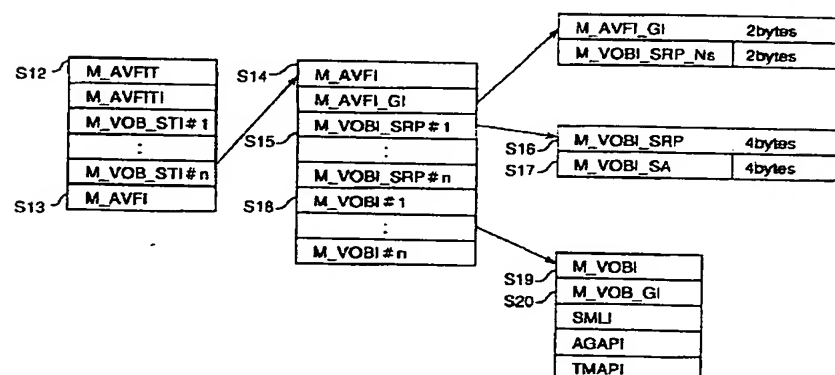 S12
M_AVFIT
M_AVFITI
M_VOB_STI#1
:
M_VOB_STI#n
S13
M_AVFI
S14
M_AVFI
M_AVFI_GI
S15
M_VOBI_SRP#1
:
M_VOBI_SRP#n
S18
M_VOBI#1
:
M_VOBI#n
M_AVFI_GI 2bytes
M_VOBI_SRP_Ns 2bytes
S16
M_VOBI_SRP 4bytes
S17
M_VOBI_SA 4bytes
S19
M_VOBI
S20
M_VOB_GI
SMLI
AGAPI
TMAPI